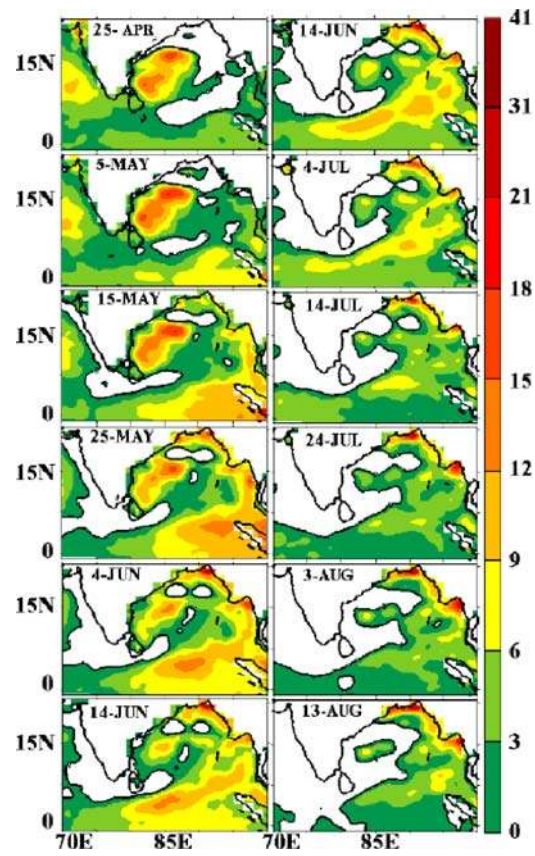 25- APR
14-JUN
41
15N
31
0
5-MAY
4-JUL
21
15N
0
18
15-MAY
14-JUL
15N
15
0
12
25-MAY
24-JUL
15N
9
0
4-JUN
3-AUG
6
15N
0
14-JUN
13-AUG
3
15N
0
0
70E 85E 70E 85E